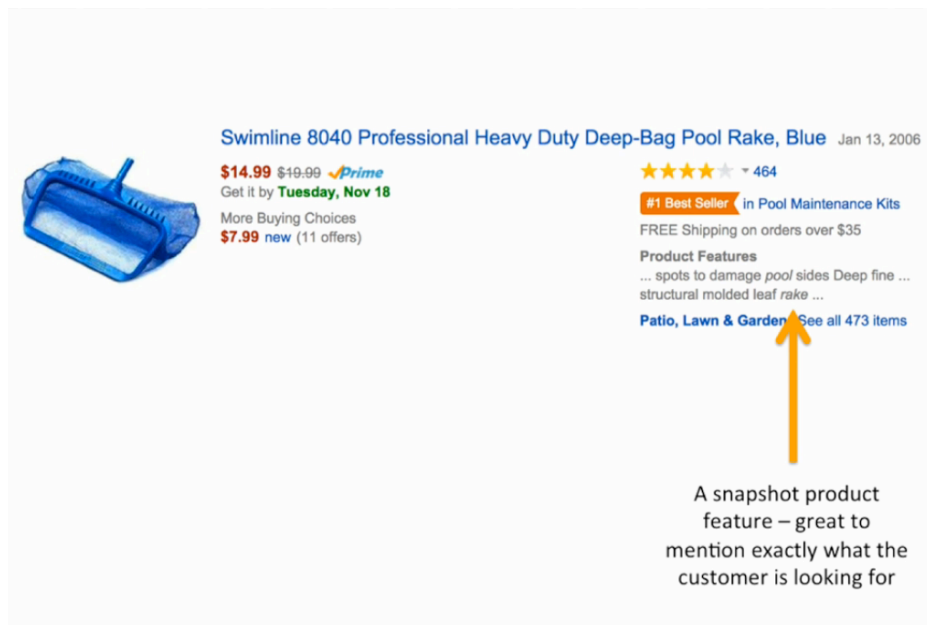 Swimline 8040 Professional Heavy Duty Deep-Bag Pool Rake, Blue Jan 13, 2006
$14.99 $19.99 Prime
Get it by Tuesday, Nov 18
More Buying Choices
$7.99 new (11 offers)
464
#1 Best Seller in Pool Maintenance Kits
FREE Shipping on orders over $35
Product Features
... spots to damage pool sides Deep fine ...
structural molded leaf rake ...
Patio, Lawn & Garden See all 473 items
A snapshot product
feature – great to
mention exactly what the
customer is looking for